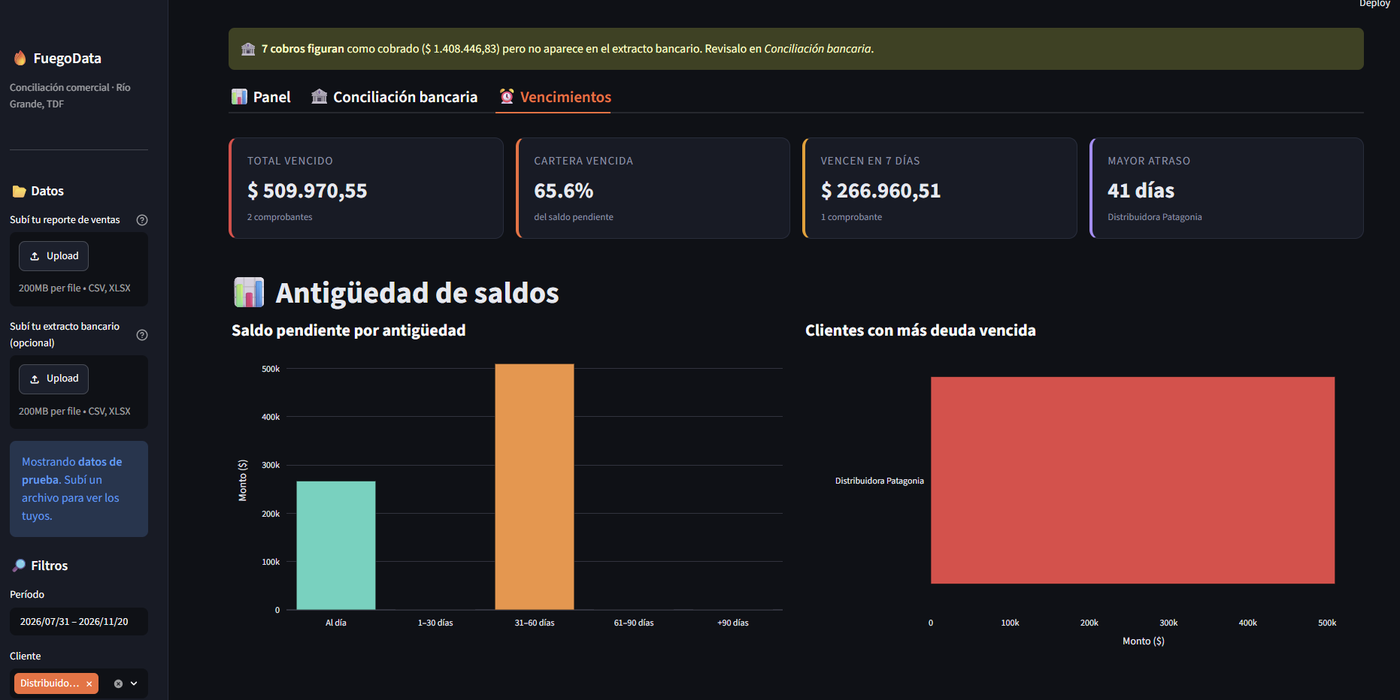 Deploy
FuegoData
Conciliación comercial · Río
Grande, TDF
Datos
Subí tu reporte de ventas
Upload
200MB per file • CSV, XLSX
Subí tu extracto bancario
(opcional)
Upload
200MB per file • CSV, XLSX
Mostrando datos de
prueba. Subí un
archivo para ver los
tuyos.
Filtros
Período
2026/07/31 – 2026/11/20
Cliente
Distribuido...
7 cobros figuran como cobrado ($ 1.408.446,83) pero no aparece en el extracto bancario. Revisalo en Conciliación bancaria.
Panel
Conciliación bancaria
Vencimientos
TOTAL VENCIDO
$ 509.970,55
2 comprobantes
CARTERA VENCIDA
65.6%
del saldo pendiente
VENCEN EN 7 DÍAS
$ 266.960,51
1 comprobante
MAYOR ATRASO
41 días
Distribuidora Patagonia
Antigüedad de saldos
Saldo pendiente por antigüedad
500k
400k
300k
200k
100k
0
Monto ($)
Al día
1–30 días
31–60 días
61–90 días
+90 días
Clientes con más deuda vencida
Distribuidora Patagonia
0
100k
200k
300k
400k
500k
Monto ($)